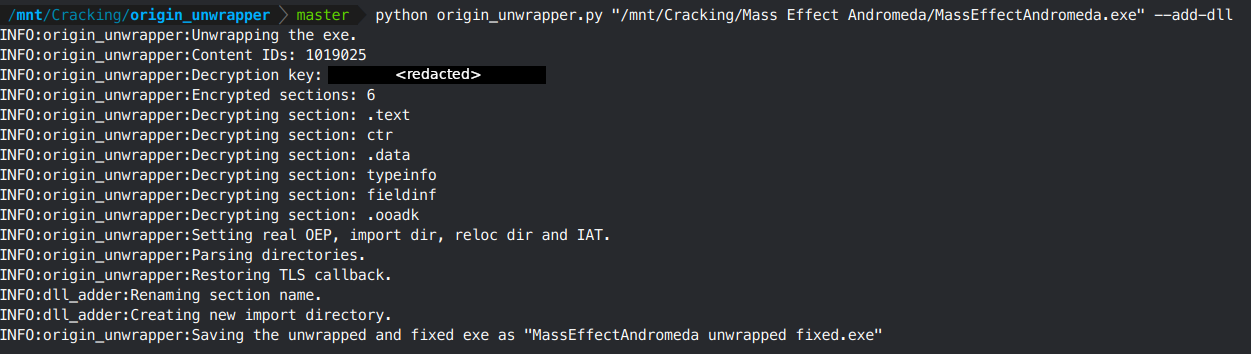 /mnt/Cracking/origin_unwrapper master python origin_unwrapper.py "/mnt/Cracking/Mass Effect Andromeda/MassEffectAndromeda.exe" --add-dll
INFO:origin_unwrapper:Unwrapping the exe.
INFO:origin_unwrapper:Content IDs: 1019025
INFO:origin_unwrapper:Decryption key: <redacted>
INFO:origin_unwrapper:Encrypted sections: 6
INFO:origin_unwrapper:Decrypting section: .text
INFO:origin_unwrapper:Decrypting section: ctr
INFO:origin_unwrapper:Decrypting section: .data
INFO:origin_unwrapper:Decrypting section: typeinfo
INFO:origin_unwrapper:Decrypting section: fieldinf
INFO:origin_unwrapper:Decrypting section: .ooadk
INFO:origin_unwrapper:Setting real OEP, import dir, reloc dir and IAT.
INFO:origin_unwrapper:Parsing directories.
INFO:origin_unwrapper:Restoring TLS callback.
INFO:dll_adder:Renaming section name.
INFO:dll_adder:Creating new import directory.
INFO:origin_unwrapper:Saving the unwrapped and fixed exe as "MassEffectAndromeda unwrapped fixed.exe"